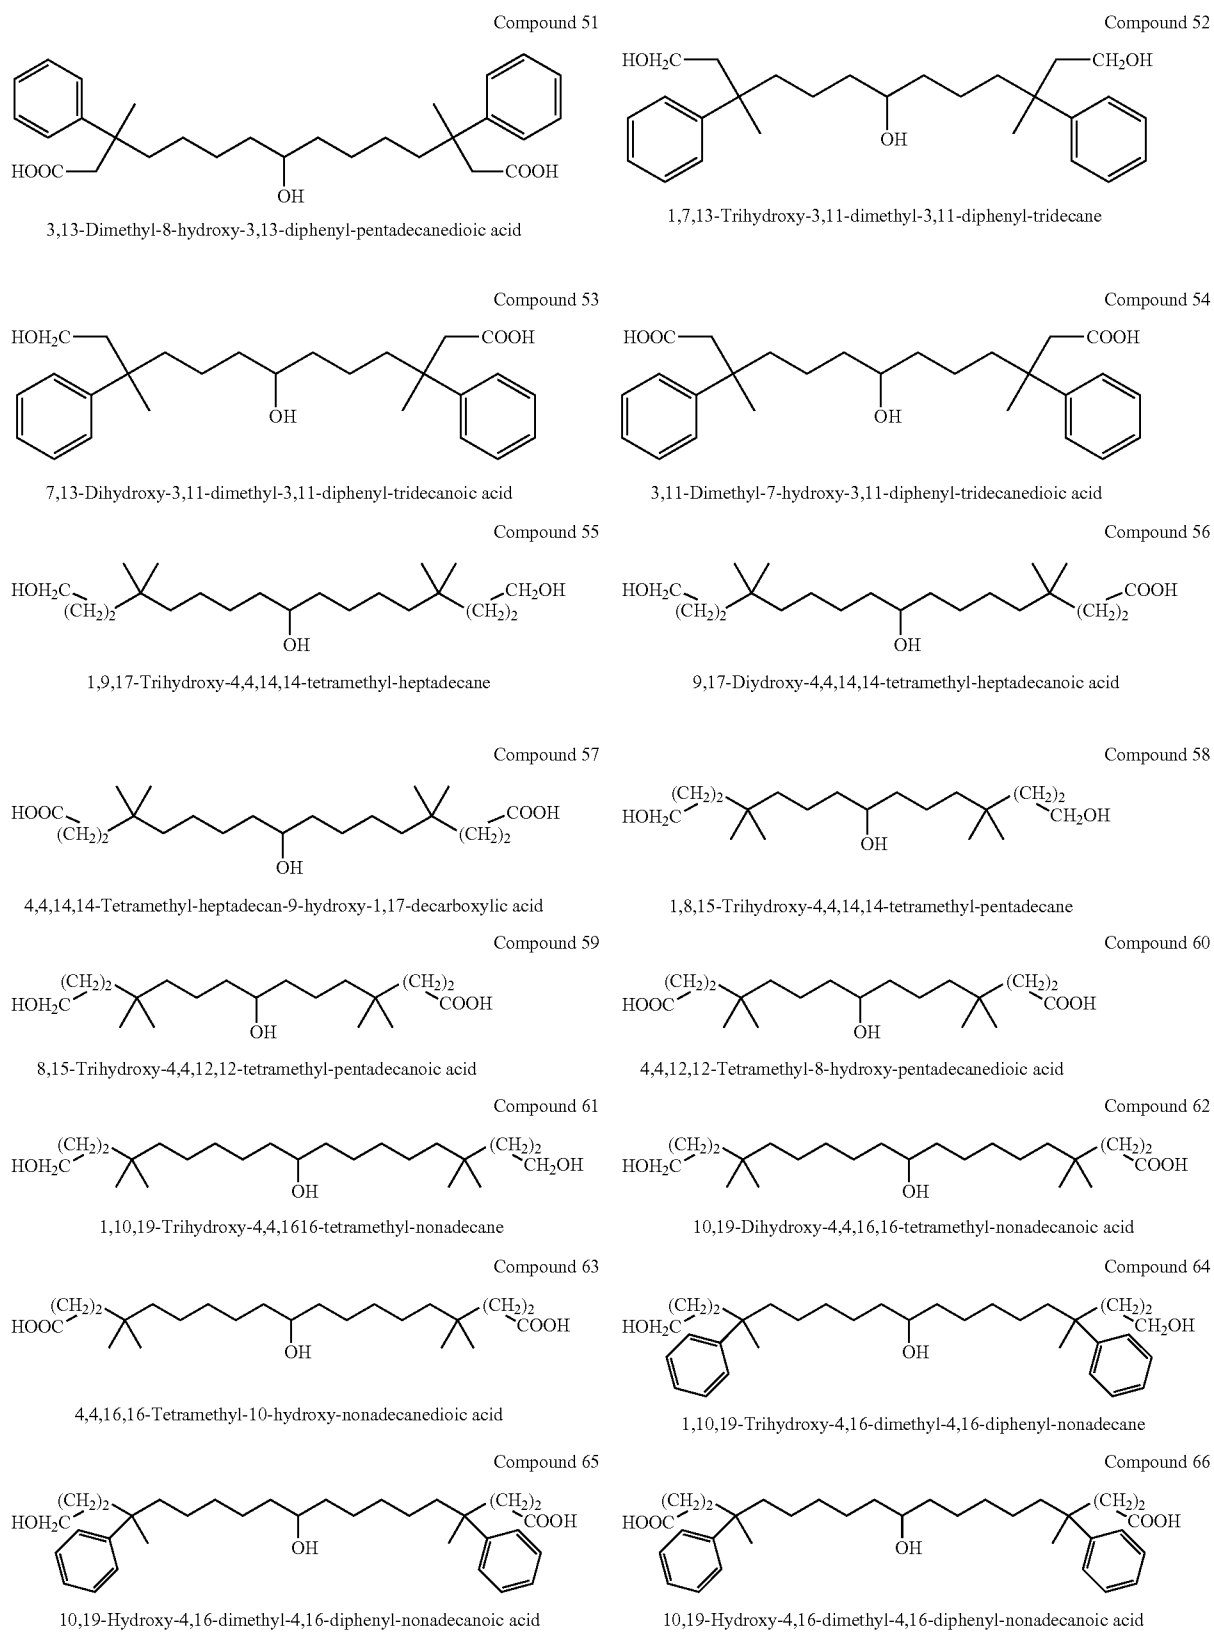 Compound 51
Compound 52
HOOC
OH
COOH
HOH₂C
OH
CH₂OH
3,13-Dimethyl-8-hydroxy-3,13-diphenyl-pentadecanedioic acid
1,7,13-Trihydroxy-3,11-dimethyl-3,11-diphenyl-tridecane
Compound 53
Compound 54
HOH₂C
OH
COOH
HOOC
OH
COOH
7,13-Dihydroxy-3,11-dimethyl-3,11-diphenyl-tridecanoic acid
3,11-Dimethyl-7-hydroxy-3,11-diphenyl-tridecanedioic acid
Compound 55
Compound 56
HOH₂C
(CH₂)₂
OH
(CH₂)₂
CH₂OH
HOH₂C
(CH₂)₂
OH
(CH₂)₂
COOH
1,9,17-Trihydroxy-4,4,14,14-tetramethyl-heptadecane
9,17-Diydroxy-4,4,14,14-tetramethyl-heptadecanoic acid
Compound 57
Compound 58
HOOC
(CH₂)₂
OH
(CH₂)₂
COOH
(CH₂)₂
HOH₂C
OH
(CH₂)₂
CH₂OH
4,4,14,14-Tetramethyl-heptadecan-9-hydroxy-1,17-decarboxylic acid
1,8,15-Trihydroxy-4,4,14,14-tetramethyl-pentadecane
Compound 59
Compound 60
(CH₂)₂
HOH₂C
OH
(CH₂)₂
COOH
(CH₂)₂
HOOC
OH
(CH₂)₂
COOH
8,15-Trihydroxy-4,4,12,12-tetramethyl-pentadecanoic acid
4,4,12,12-Tetramethyl-8-hydroxy-pentadecanedioic acid
Compound 61
Compound 62
(CH₂)₂
HOH₂C
OH
(CH₂)₂
CH₂OH
(CH₂)₂
HOH₂C
OH
(CH₂)₂
COOH
1,10,19-Trihydroxy-4,4,1616-tetramethyl-nonadecane
10,19-Dihydroxy-4,4,16,16-tetramethyl-nonadecanoic acid
Compound 63
Compound 64
(CH₂)₂
HOOC
OH
(CH₂)₂
COOH
(CH₂)₂
HOH₂C
OH
(CH₂)₂
CH₂OH
4,4,16,16-Tetramethyl-10-hydroxy-nonadecanedioic acid
1,10,19-Trihydroxy-4,16-dimethyl-4,16-diphenyl-nonadecane
Compound 65
Compound 66
(CH₂)₂
HOH₂C
OH
(CH₂)₂
COOH
(CH₂)₂
HOOC
OH
(CH₂)₂
COOH
10,19-Hydroxy-4,16-dimethyl-4,16-diphenyl-nonadecanoic acid
10,19-Hydroxy-4,16-dimethyl-4,16-diphenyl-nonadecanoic acid